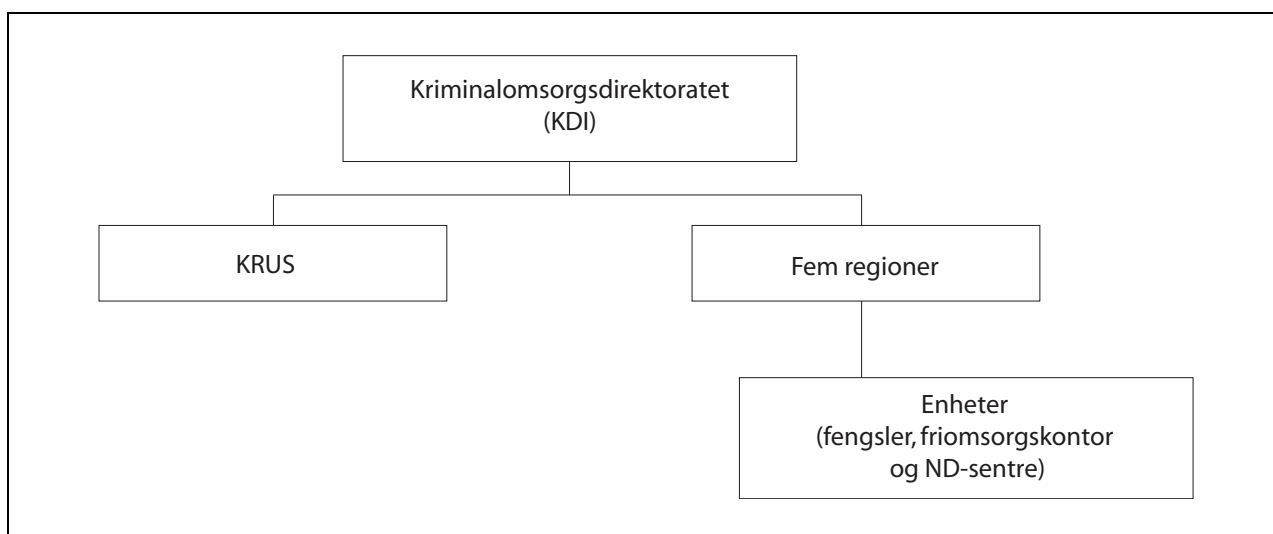 Kriminalomsorgsdirektoratet
(KDI)
KRUS
Fem regioner
Enheter
(fengsler, friomsorgskontor
og ND-sentre)